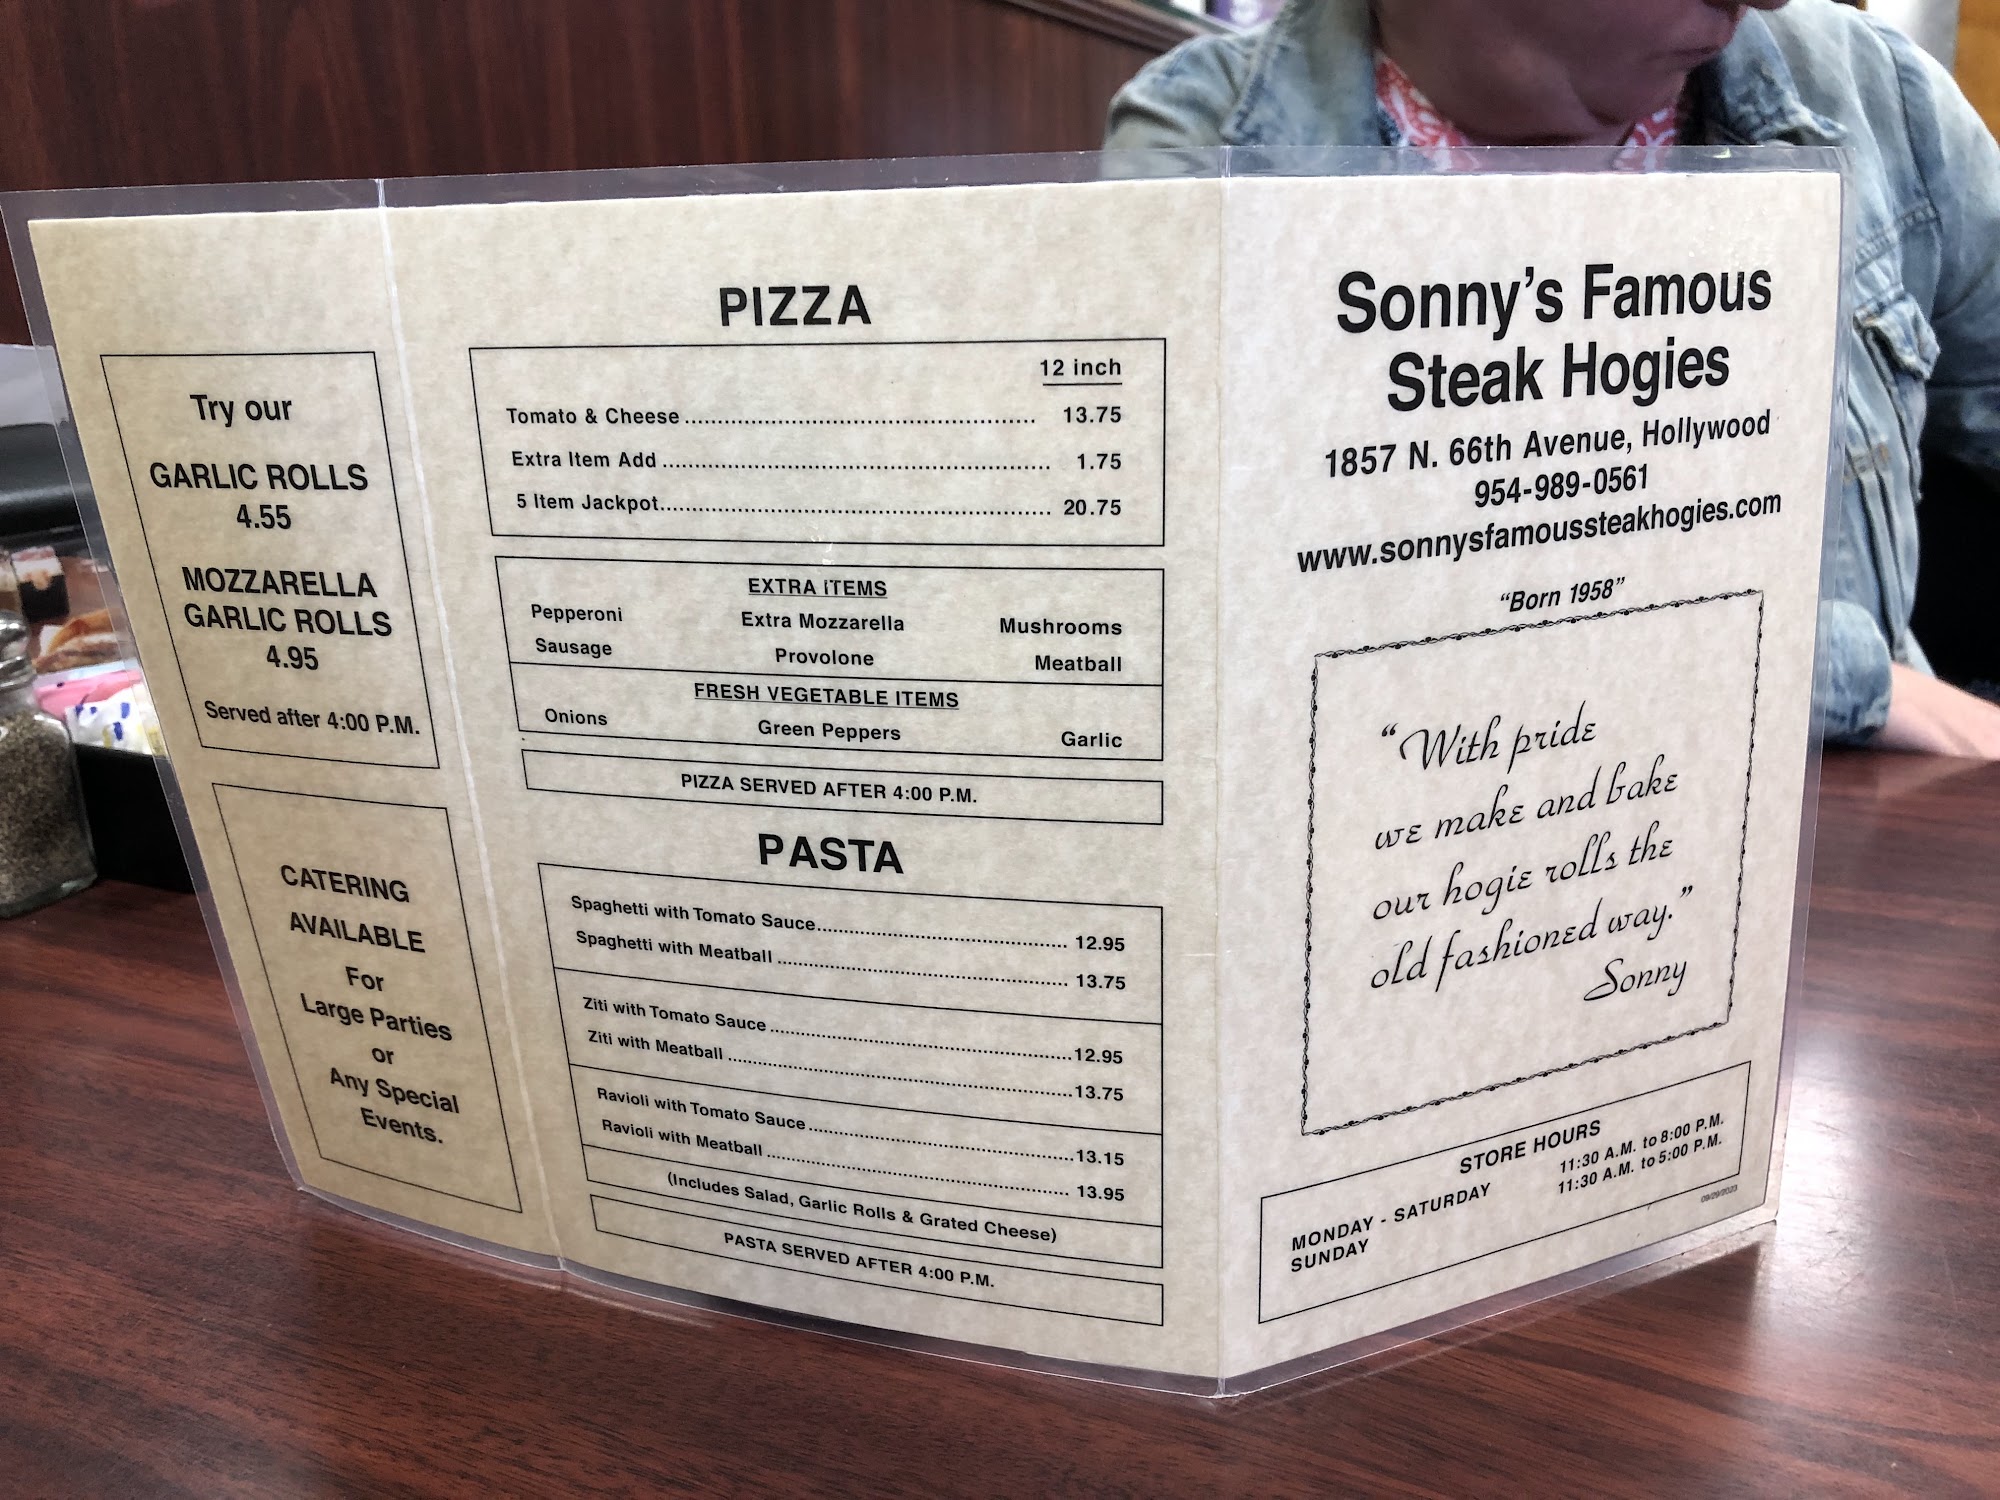 Try our
GARLIC ROLLS
4.55
MOZZARELLA
GARLIC ROLLS
4.95
Served after 4:00 P.M.
CATERING
AVAILABLE
For
Large Parties
or
Any Special
Events.
PIZZA
12 inch
Tomato & Cheese 13.75
Extra Item Add 1.75
5 Item Jackpot 20.75
EXTRA ITEMS
Pepperoni Extra Mozzarella Mushrooms
Sausage Provolone Meatball
FRESH VEGETABLE ITEMS
Onions Green Peppers Garlic
PIZZA SERVED AFTER 4:00 P.M.
PASTA
Spaghetti with Tomato Sauce 12.95
Spaghetti with Meatball 13.75
Ziti with Tomato Sauce 12.95
Ziti with Meatball 13.75
Ravioli with Tomato Sauce 13.15
Ravioli with Meatball 13.95
(Includes Salad, Garlic Rolls & Grated Cheese)
PASTA SERVED AFTER 4:00 P.M.
Sonny's Famous
Steak Hogies
1857 N. 66th Avenue, Hollywood
954-989-0561
www.sonnysfamoussteakhogies.com
"Born 1958"
"With pride
we make and bake
our hogie rolls the
old fashioned way."
Sonny
STORE HOURS
MONDAY - SATURDAY 11:30 A.M. to 8:00 P.M.
SUNDAY 11:30 A.M. to 5:00 P.M.